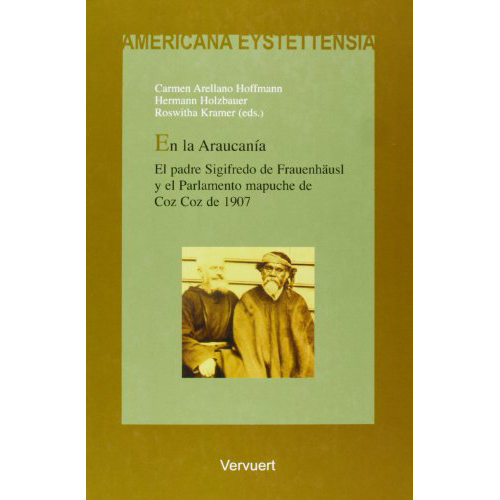 AMERICANA EYSTETTENSIA
Carmen Arellano Hoffmann
Hermann Holzbauer
Roswitha Kramer (eds.)
En la Araucanía
El padre Sigifredo de Frauenhäusl
y el Parlamento mapuche de
Coz Coz de 1907
Vervuert